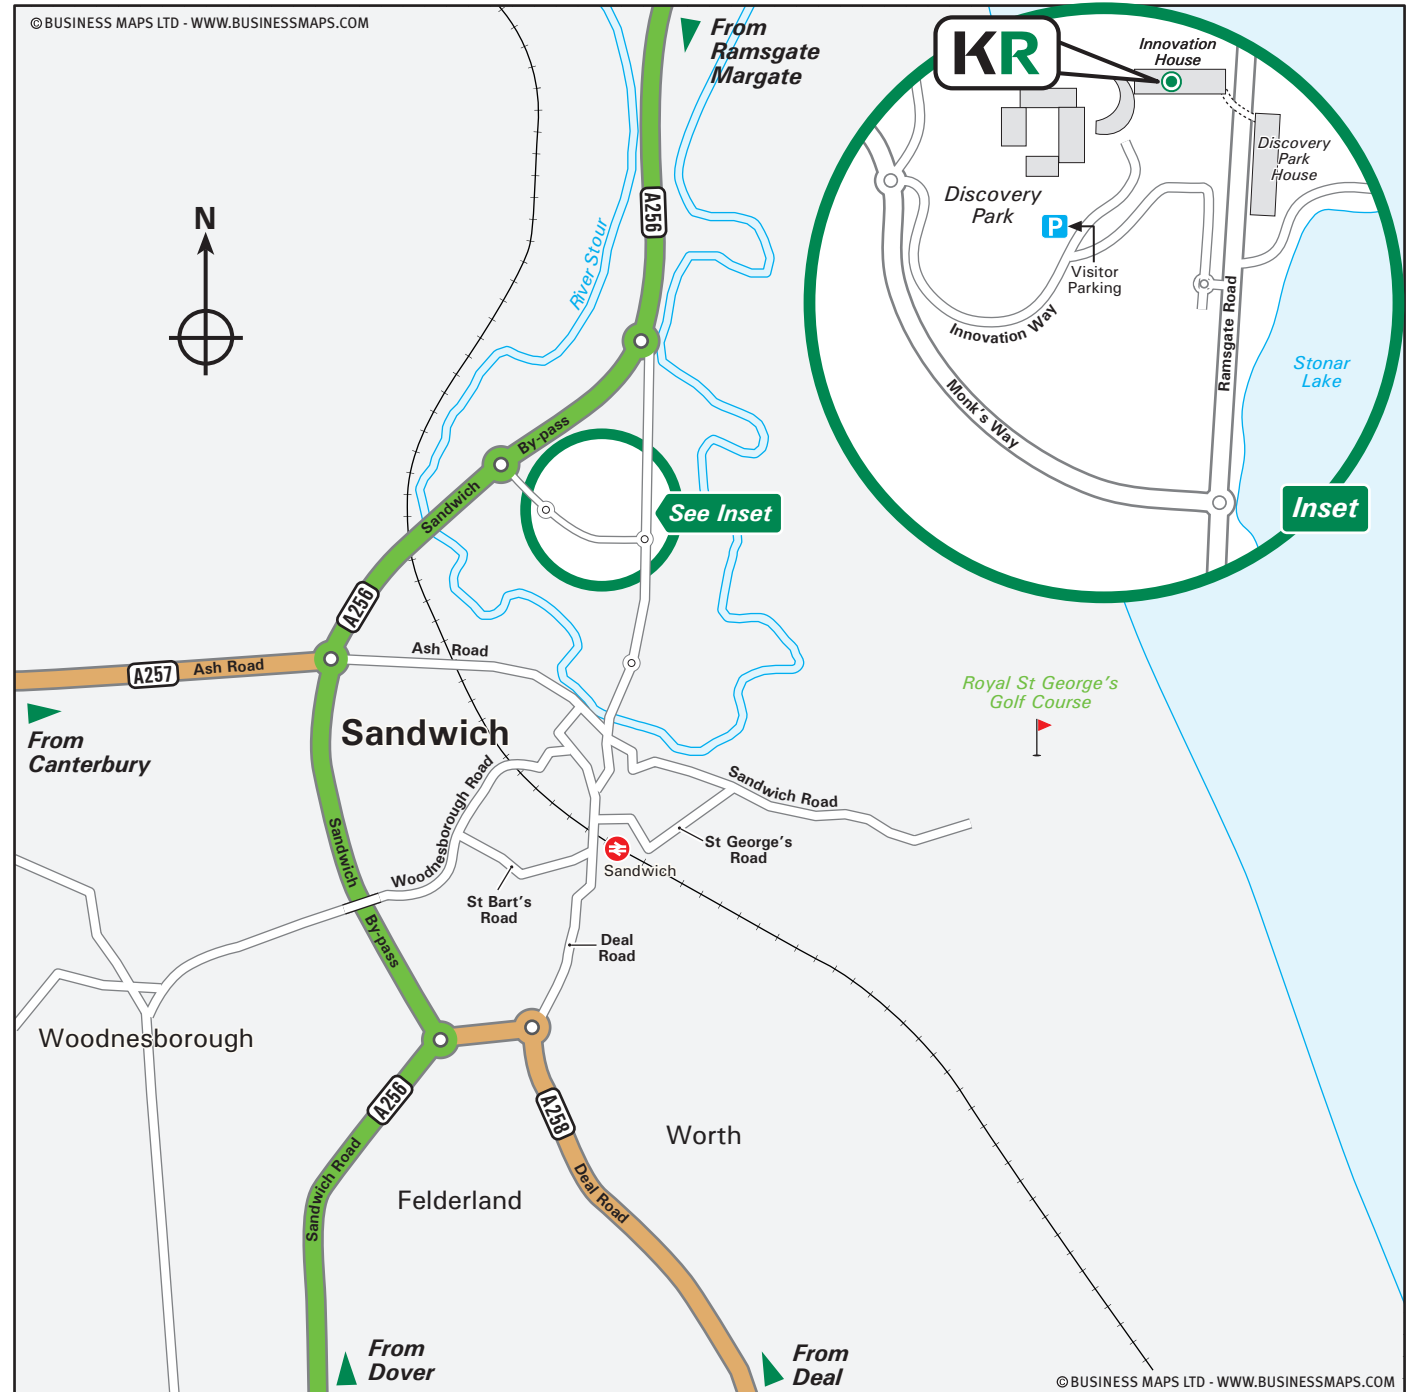 © BUSINESS MAPS LTD - WWW.BUSINESSMAPS.COM
From
Ramsgate
Margate
KR
Innovation
House
Discovery
Park
House
Discovery
Park
P
Visitor
Parking
Innovation Way
Monk's Way
Ramsgate Road
Stonar
Lake
Inset
N
A256
River Stour
By-pass
Sandwich
See Inset
A256
A257
Ash Road
Ash Road
From
Canterbury
Sandwich
Royal St George's
Golf Course
Woodnesborough Road
Sandwich Road
St George's
Road
Sandwich
St Bart's
Road
Deal
Road
Sandwich
By-pass
Woodnesborough
A256
A258
Worth
Sandwich Road
Felderland
Deal Road
From
Dover
From
Deal
© BUSINESS MAPS LTD - WWW.BUSINESSMAPS.COM